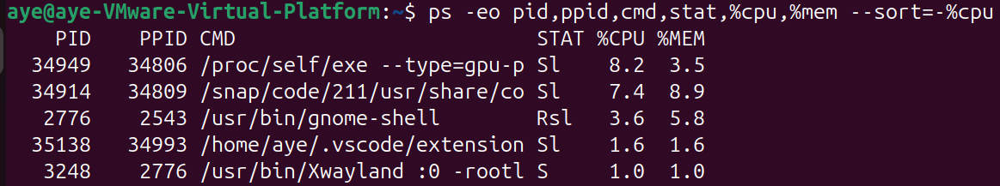 aye@aye-VMware-Virtual-Platform:~$ ps -eo pid,ppid,cmd,stat,%cpu,%mem --sort=-%cpu
PID PPID CMD STAT %CPU %MEM
34949 34806 /proc/self/exe --type=gpu-p Sl 8.2 3.5
34914 34809 /snap/code/211/usr/share/co Sl 7.4 8.9
2776 2543 /usr/bin/gnome-shell Rsl 3.6 5.8
35138 34993 /home/aye/.vscode/extension Sl 1.6 1.6
3248 2776 /usr/bin/Xwayland :0 -rootl S 1.0 1.0